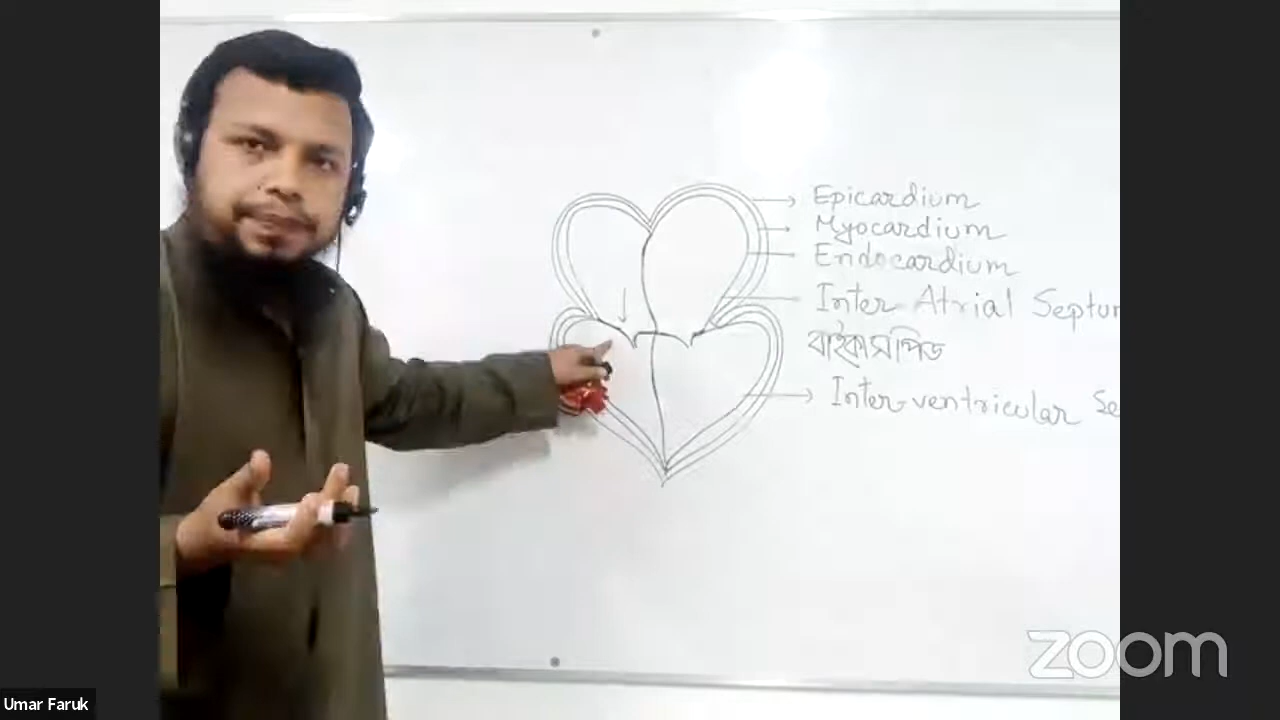 Epicardium
Myocardium
Endocardium
Inter Atrial Septum
বাইকাসপিড
Inter-ventricular Se
zoom
Umar Faruk